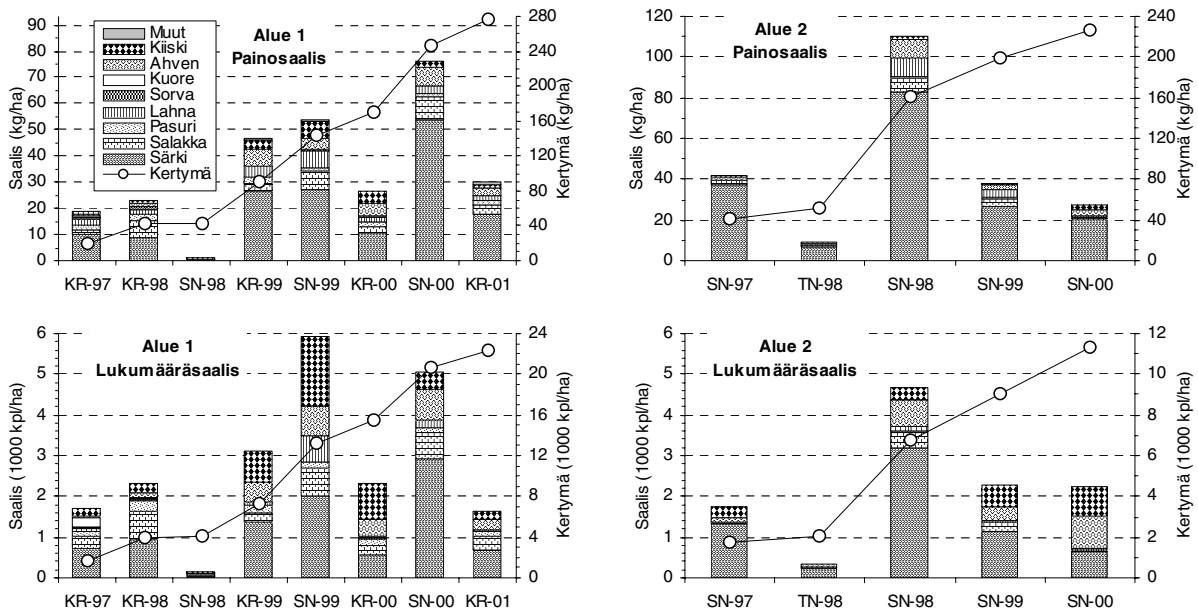 Saalis (kg/ha)
90
80
70
60
50
40
30
20
10
0
Muut
Kiiski
Ahven
Kuore
Sorva
Lahna
Pasuri
Salakka
Särki
Kertymä
Alue 1
Painosaalis
280
240
200
160
120
80
40
0
Kertymä (kg/ha)
KR-97 KR-98 SN-98 KR-99 SN-99 KR-00 SN-00 KR-01
Saalis (kg/ha)
120
100
80
60
40
20
0
Alue 2
Painosaalis
240
200
160
120
80
40
0
Kertymä (kg/ha)
SN-97 TN-98 SN-98 SN-99 SN-00
Saalis (1000 kpl/ha)
6
5
4
3
2
1
0
Alue 1
Lukumääräsaalis
24
20
16
12
8
4
0
Kertymä (1000 kpl/ha)
KR-97 KR-98 SN-98 KR-99 SN-99 KR-00 SN-00 KR-01
Saalis (1000 kpl/ha)
6
5
4
3
2
1
0
Alue 2
Lukumääräsaalis
12
10
8
6
4
2
0
Kertymä (1000 kpl/ha)
SN-97 TN-98 SN-98 SN-99 SN-00